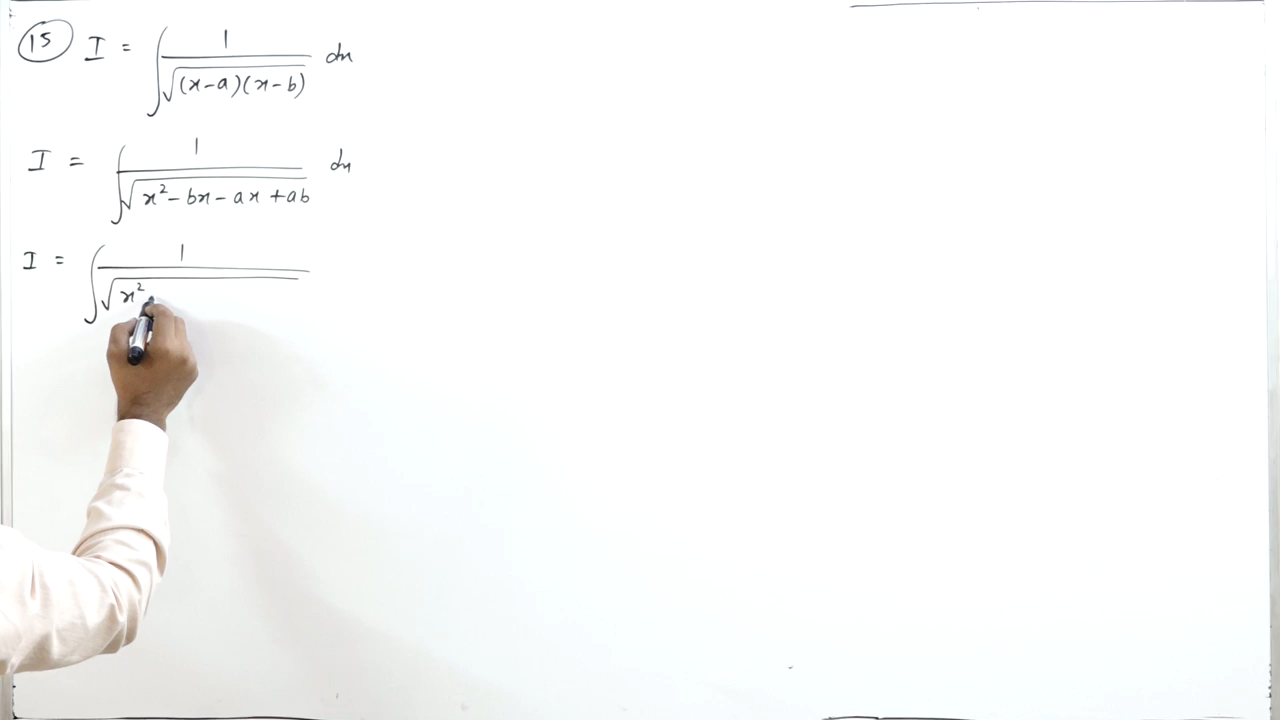 15 I = ∫ 1/√((x-a)(x-b)) dx
I = ∫ 1/√(x²-bx-ax+ab) dx
I = ∫ 1/√(x²